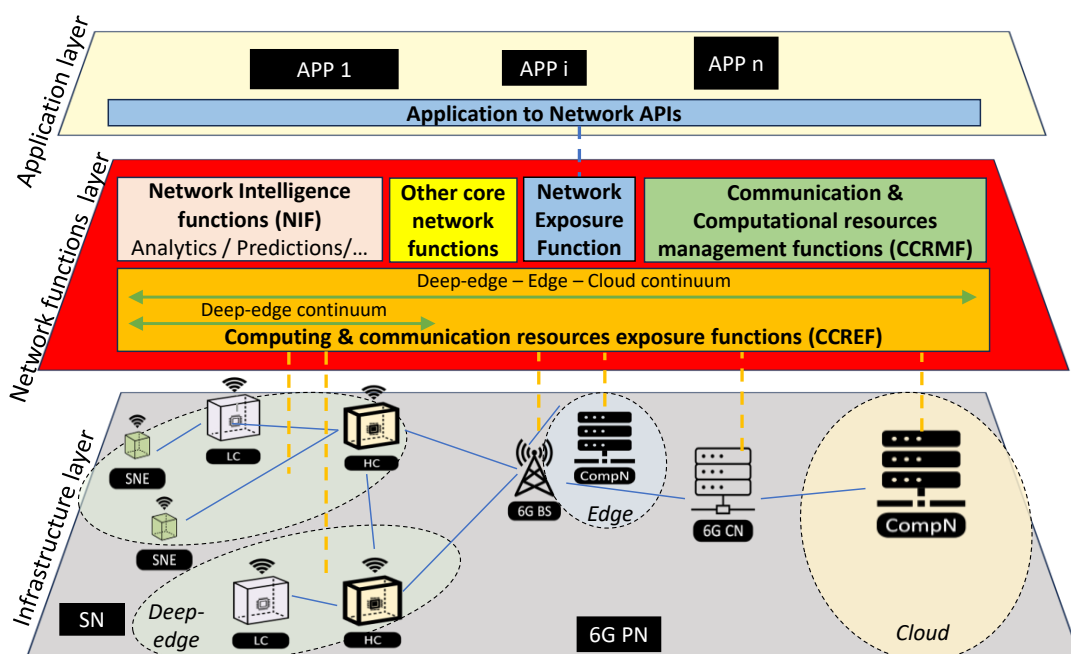 Application layer
APP 1
APP i
APP n
Application to Network APIs
Network functions layer
Network Intelligence
functions (NIF)
Analytics / Predictions/...
Other core
network
functions
Network
Exposure
Function
Communication &
Computational resources
management functions (CCRMF)
Deep-edge – Edge – Cloud continuum
Deep-edge continuum
Computing & communication resources exposure functions (CCREF)
Infrastructure layer
SNE
LC
HC
SNE
LC
HC
6G BS
CompN
Edge
6G CN
CompN
SN
Deep-
edge
6G PN
Cloud